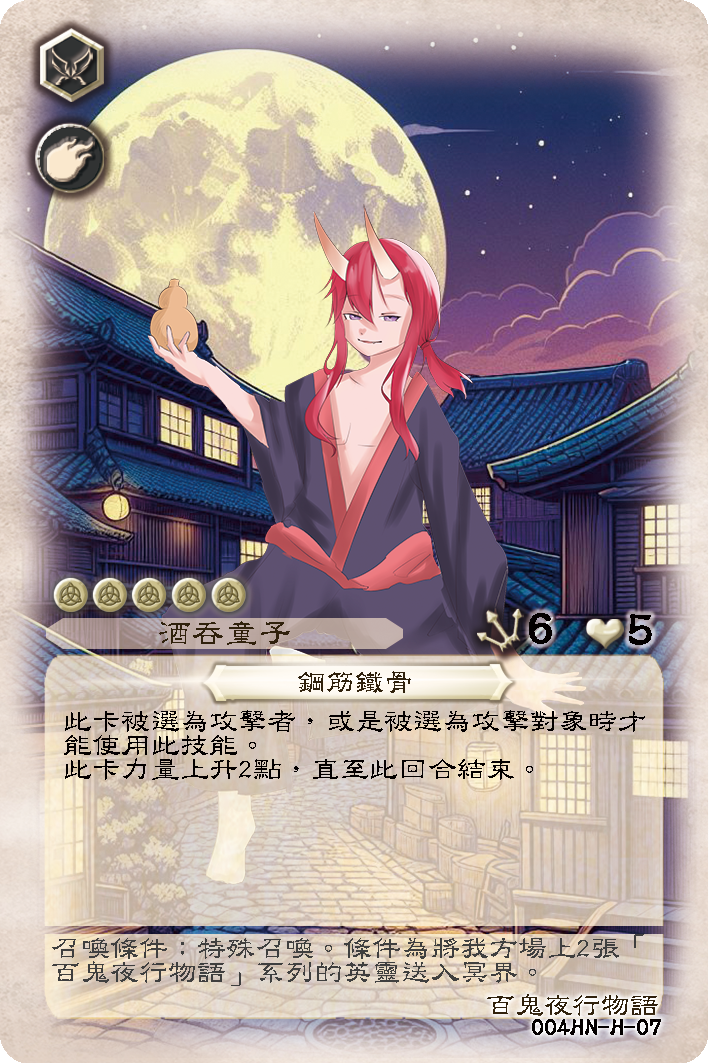 酒吞童子
6 5
鋼筋鐵骨
此卡被選為攻擊者，或是被選為攻擊對象時才
能使用此技能。
此卡力量上升2點，直至此回合結束。
召喚條件：特殊召喚。條件為將我方場上2張「
百鬼夜行物語」系列的英靈送入冥界。
百鬼夜行物語
004HN-H-07